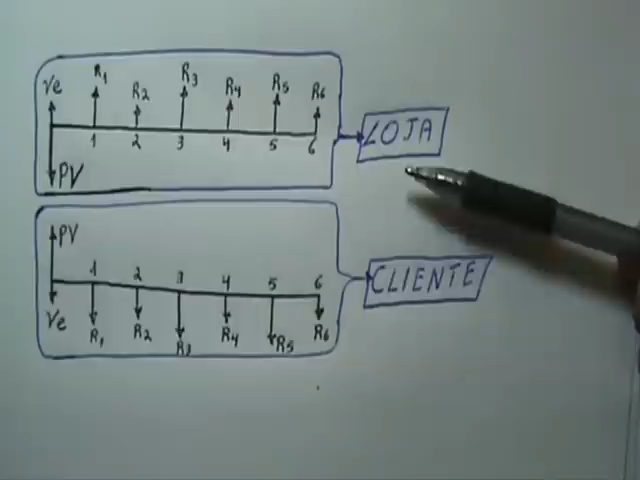 Ve R1 R2 R3 R4 R5 R6
1 2 3 4 5 6
PV
LOJA
PV
1 2 3 4 5 6
Ve R1 R2 R3 R4 R5 R6
CLIENTE